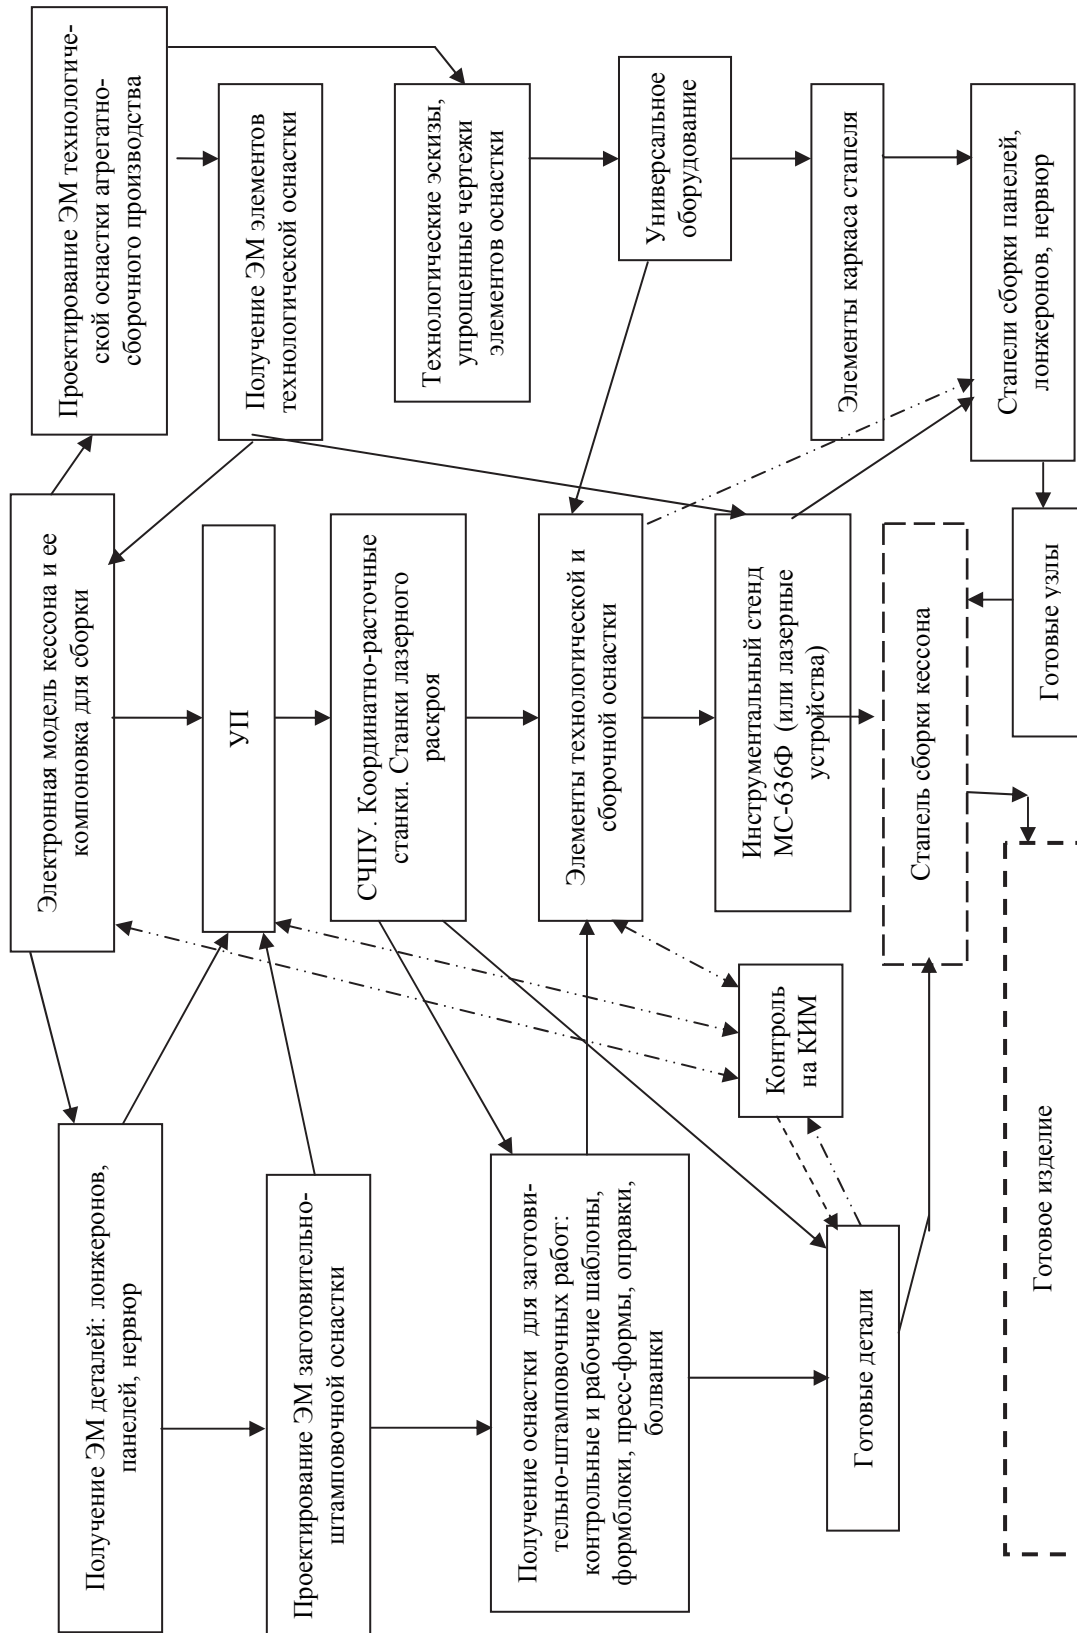 Электронная модель кессона и ее
компоновка для сборки
Проектирование ЭМ технологиче-
ской оснастки агрегатно-
сборочного производства
Получение ЭМ элементов
технологической оснастки
Получение ЭМ деталей: лонжеронов,
панелей, нервюр
УП
Технологические эскизы,
упрощенные чертежи
элементов оснастки
Проектирование ЭМ заготовительно-
штамповочной оснастки
СЧПУ. Координатно-расточные
станки. Станки лазерного
раскроя
Универсальное
оборудование
Получение оснастки для заготови-
тельно-штамповочных работ:
контрольные и рабочие шаблоны,
формблоки, пресс-формы, оправки,
болванки
Элементы технологической и
сборочной оснастки
Элементы каркаса стапеля
Контроль
на КИМ
Инструментальный стенд
МС-636Ф (или лазерные
устройства)
Стапели сборки панелей,
лонжеронов, нервюр
Готовые детали
Стапель сборки кессона
Готовые узлы
Готовое изделие